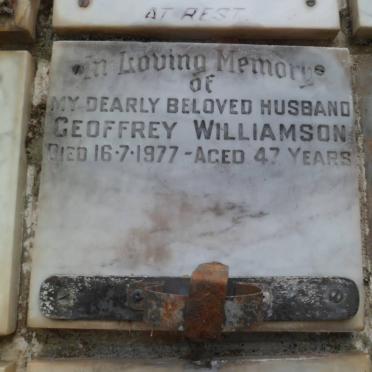 AT REST
In Loving Memory
of
MY DEARLY BELOVED HUSBAND
GEOFFREY WILLIAMSON
DIED 16·7·1977 - AGED 47 YEARS